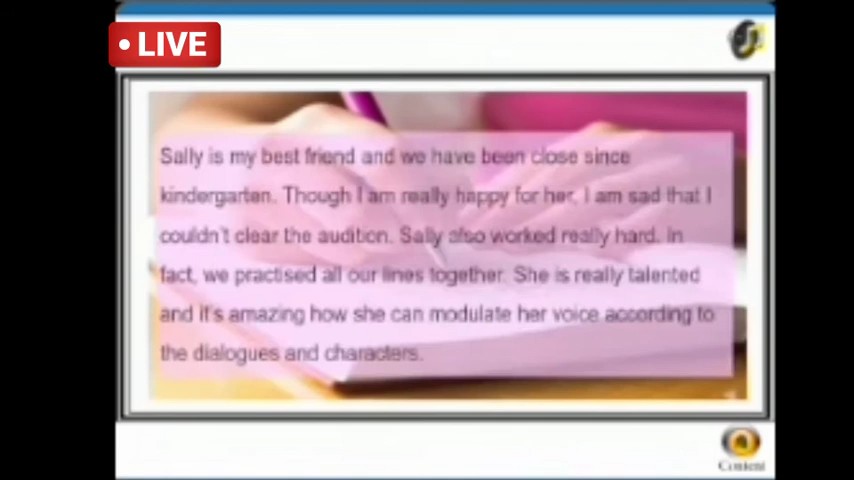 LIVE
Sally is my best friend and we have been close since
kindergarten. Though I am really happy for her, I am sad that I
couldn't clear the audition. Sally also worked really hard. In
fact, we practised all our lines together. She is really talented
and it's amazing how she can modulate her voice according to
the dialogues and characters.
Content